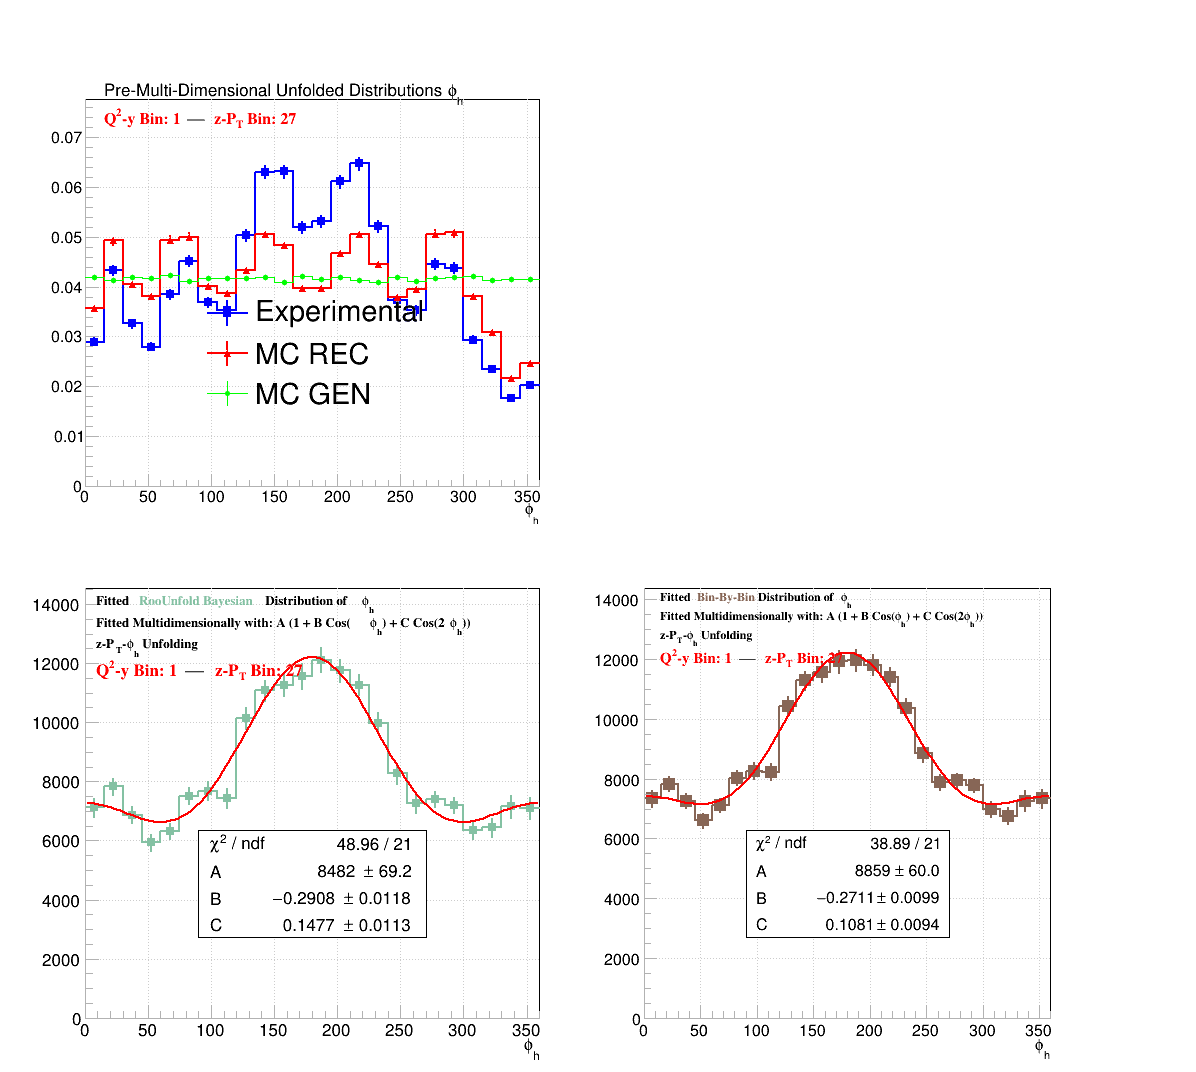 Pre-Multi-Dimensional Unfolded Distributions ϕh
Q2-y Bin: 1 — z-PT Bin: 27
0.07
0.06
0.05
0.04
0.03
0.02
0.01
0
Experimental
MC REC
MC GEN
0 50 100 150 200 250 300 350
ϕh
Fitted RooUnfold Bayesian Distribution of ϕh
Fitted Multidimensionally with: A (1 + B Cos( ϕh) + C Cos(2 ϕh))
z-PT-ϕh Unfolding
Q2-y Bin: 1 — z-PT Bin: 27
14000
12000
10000
8000
6000
4000
2000
0
χ2 / ndf 48.96 / 21
A 8482 ± 69.2
B −0.2908 ± 0.0118
C 0.1477 ± 0.0113
0 50 100 150 200 250 300 350
ϕh
Fitted Bin-By-Bin Distribution of ϕh
Fitted Multidimensionally with: A (1 + B Cos(ϕh) + C Cos(2ϕh))
z-PT-ϕh Unfolding
Q2-y Bin: 1 — z-PT Bin: 27
14000
12000
10000
8000
6000
4000
2000
0
χ2 / ndf 38.89 / 21
A 8859 ± 60.0
B −0.2711 ± 0.0099
C 0.1081 ± 0.0094
0 50 100 150 200 250 300 350
ϕh